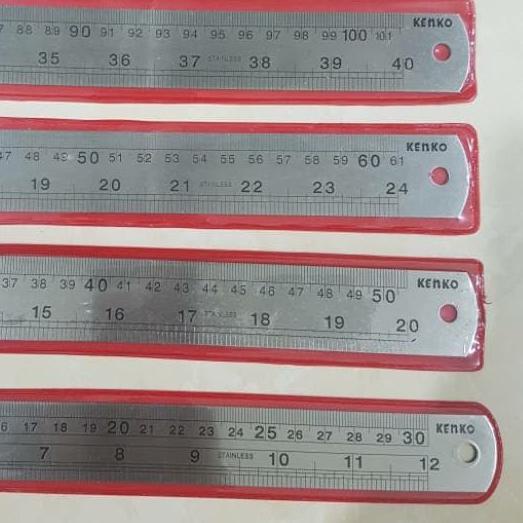 KENKO
88 89 90 91 92 93 94 95 96 97 98 99 100 101
35 36 37 STAINLESS 38 39 40
KENKO
47 48 49 50 51 52 53 54 55 56 57 58 59 60 61
19 20 21 STAINLESS 22 23 24
KENKO
37 38 39 40 41 42 43 44 45 46 47 48 49 50
15 16 17 STAINLESS 18 19 20
KENKO
17 18 19 20 21 22 23 24 25 26 27 28 29 30
7 8 9 STAINLESS 10 11 12